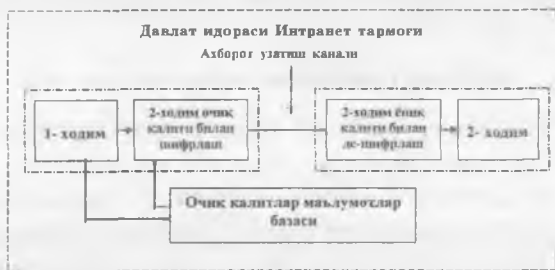 Давлат идораси Интранет тармоғи
Ахборот узатиш канали
1- ходим
2-ходим очиқ
калити билан
шифрлаш
2-ходим ёпиқ
калити билан
де-шифрлаш
2- ходим
Очиқ калитлар маълумотлар
базаси